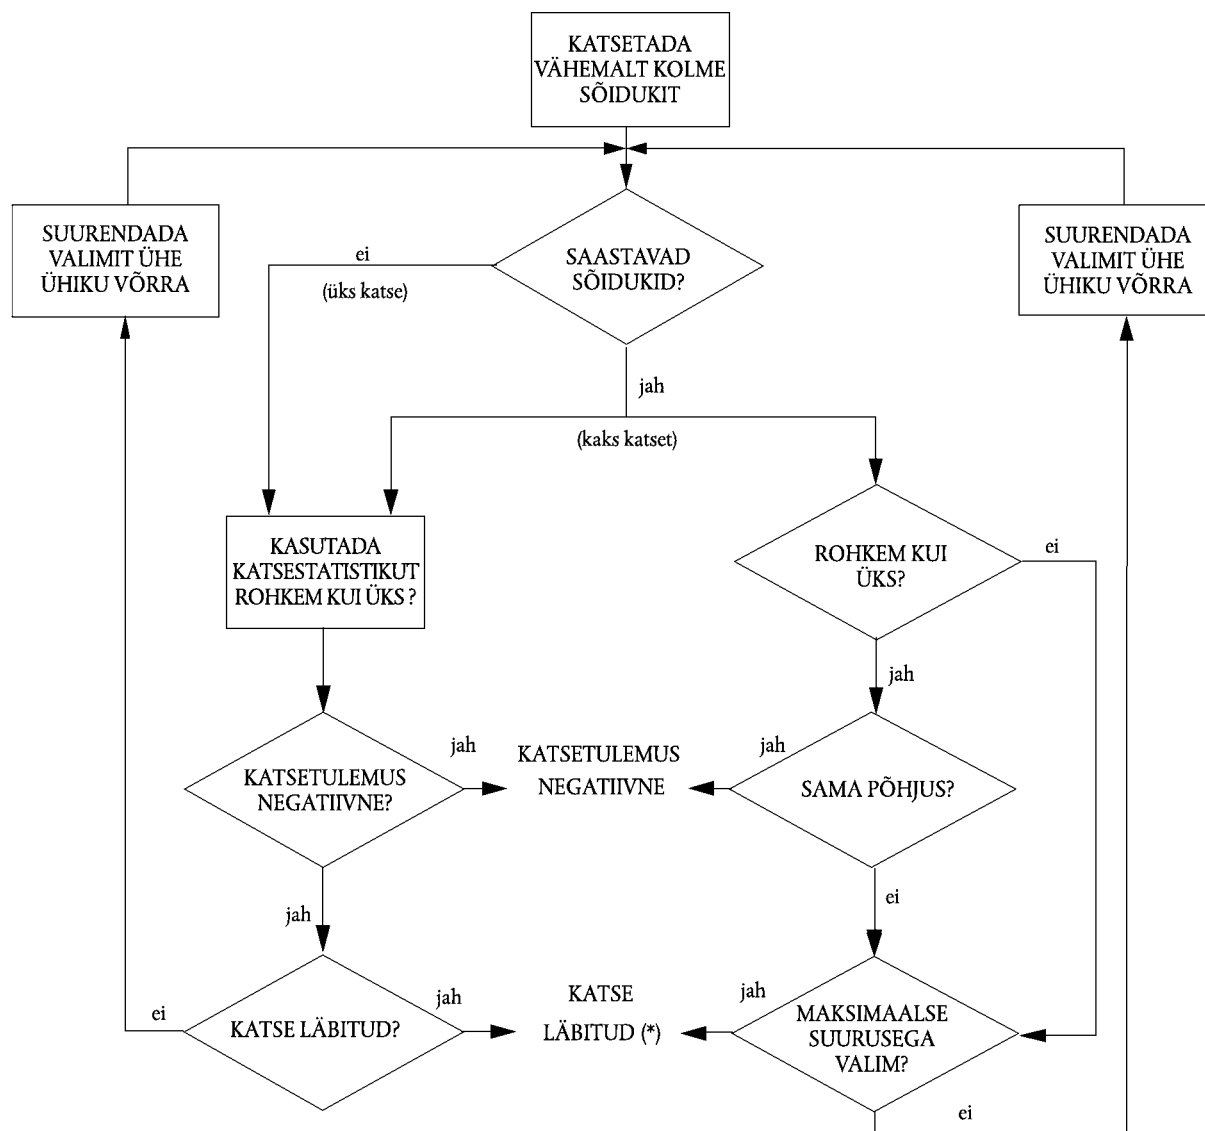 KATSETADA
VÄHEMALT KOLME
SÕIDUKIT
SUURENDADA
VALIMIT ÜHE
ÜHIKU VÕRRA
SAASTAVAD
SÕIDUKID?
SUURENDADA
VALIMIT ÜHE
ÜHIKU VÕRRA
ei
(üks katse)
jah
(kaks katset)
KASUTADA
KATSESTATISTIKUT
ROHKEM KUI ÜKS ?
ROHKEM KUI
ÜKS?
ei
jah
KATSETULEMUS
NEGATIIVNE?
jah
KATSETULEMUS
NEGATIIVNE
jah
SAMA PÕHJUS?
jah
ei
ei
KATSE LÄBITUD?
jah
KATSE
LÄBITUD (*)
jah
MAKSIMAALSE
SUURUSEGA
VALIM?
ei